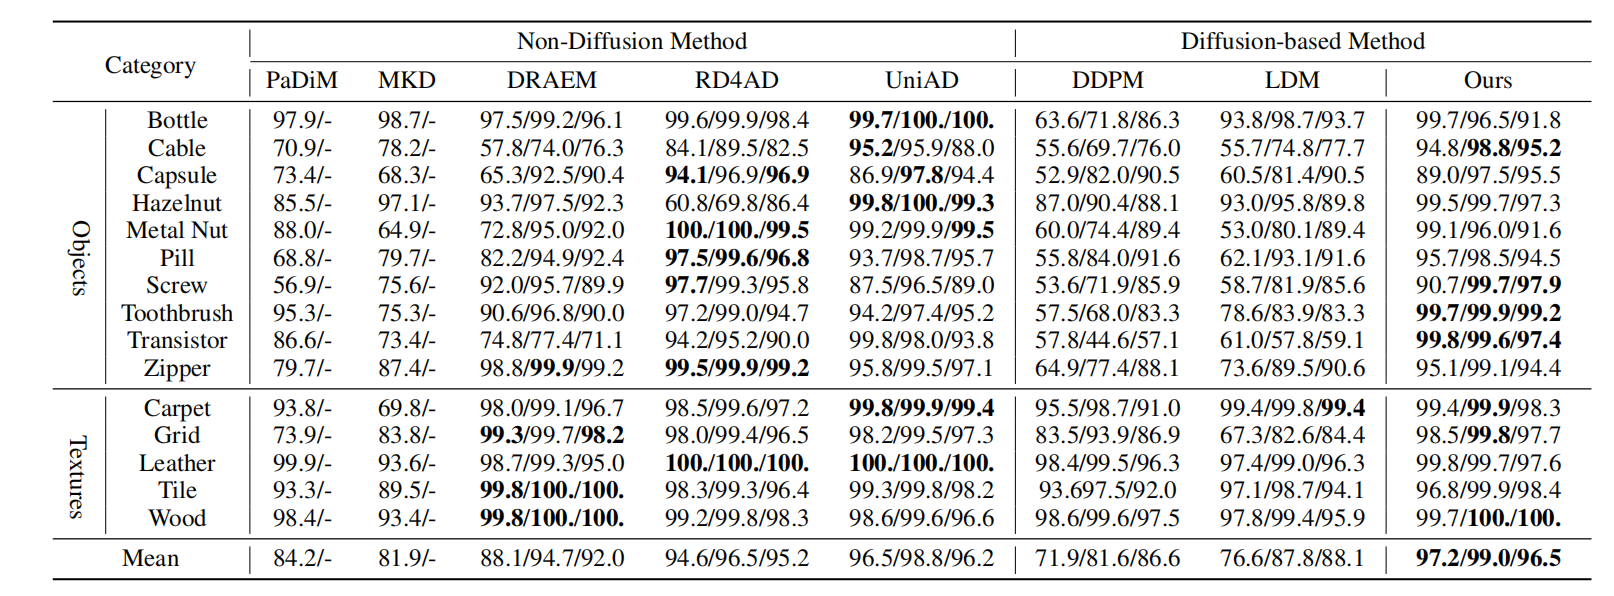 Category Non-Diffusion Method Diffusion-based Method
PaDiM MKD DRAEM RD4AD UniAD DDPM LDM Ours
Objects
Bottle 97.9/- 98.7/- 97.5/99.2/96.1 99.6/99.9/98.4 99.7/100./100. 63.6/71.8/86.3 93.8/98.7/93.7 99.7/96.5/91.8
Cable 70.9/- 78.2/- 57.8/74.0/76.3 84.1/89.5/82.5 95.2/95.9/88.0 55.6/69.7/76.0 55.7/74.8/77.7 94.8/98.8/95.2
Capsule 73.4/- 68.3/- 65.3/92.5/90.4 94.1/96.9/96.9 86.9/97.8/94.4 52.9/82.0/90.5 60.5/81.4/90.5 89.0/97.5/95.5
Hazelnut 85.5/- 97.1/- 93.7/97.5/92.3 60.8/69.8/86.4 99.8/100./99.3 87.0/90.4/88.1 93.0/95.8/89.8 99.5/99.7/97.3
Metal Nut 88.0/- 64.9/- 72.8/95.0/92.0 100./100./99.5 99.2/99.9/99.5 60.0/74.4/89.4 53.0/80.1/89.4 99.1/96.0/91.6
Pill 68.8/- 79.7/- 82.2/94.9/92.4 97.5/99.6/96.8 93.7/98.7/95.7 55.8/84.0/91.6 62.1/93.1/91.6 95.7/98.5/94.5
Screw 56.9/- 75.6/- 92.0/95.7/89.9 97.7/99.3/95.8 87.5/96.5/89.0 53.6/71.9/85.9 58.7/81.9/85.6 90.7/99.7/97.9
Toothbrush 95.3/- 75.3/- 90.6/96.8/90.0 97.2/99.0/94.7 94.2/97.4/95.2 57.5/68.0/83.3 78.6/83.9/83.3 99.7/99.9/99.2
Transistor 86.6/- 73.4/- 74.8/77.4/71.1 94.2/95.2/90.0 99.8/98.0/93.8 57.8/44.6/57.1 61.0/57.8/59.1 99.8/99.6/97.4
Zipper 79.7/- 87.4/- 98.8/99.9/99.2 99.5/99.9/99.2 95.8/99.5/97.1 64.9/77.4/88.1 73.6/89.5/90.6 95.1/99.1/94.4
Textures
Carpet 93.8/- 69.8/- 98.0/99.1/96.7 98.5/99.6/97.2 99.8/99.9/99.4 95.5/98.7/91.0 99.4/99.8/99.4 99.4/99.9/98.3
Grid 73.9/- 83.8/- 99.3/99.7/98.2 98.0/99.4/96.5 98.2/99.5/97.3 83.5/93.9/86.9 67.3/82.6/84.4 98.5/99.8/97.7
Leather 99.9/- 93.6/- 98.7/99.3/95.0 100./100./100. 100./100./100. 98.4/99.5/96.3 97.4/99.0/96.3 99.8/99.7/97.6
Tile 93.3/- 89.5/- 99.8/100./100. 98.3/99.3/96.4 99.3/99.8/98.2 93.697.5/92.0 97.1/98.7/94.1 96.8/99.9/98.4
Wood 98.4/- 93.4/- 99.8/100./100. 99.2/99.8/98.3 98.6/99.6/96.6 98.6/99.6/97.5 97.8/99.4/95.9 99.7/100./100.
Mean 84.2/- 81.9/- 88.1/94.7/92.0 94.6/96.5/95.2 96.5/98.8/96.2 71.9/81.6/86.6 76.6/87.8/88.1 97.2/99.0/96.5